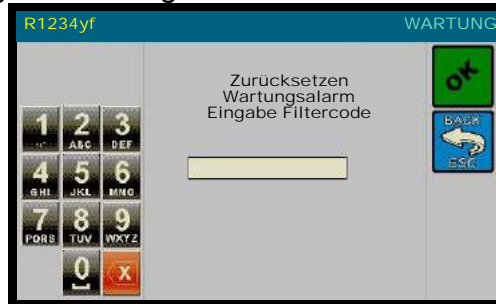 R1234yf
WARTUNG
Zurücksetzen
Wartungsalarm
Eingabe Filtercode
OK
BACK
ESC
1
2 ABC
3 DEF
4 GHI
5 JKL
6 MNO
7 PQRS
8 TUV
9 WXYZ
0
X